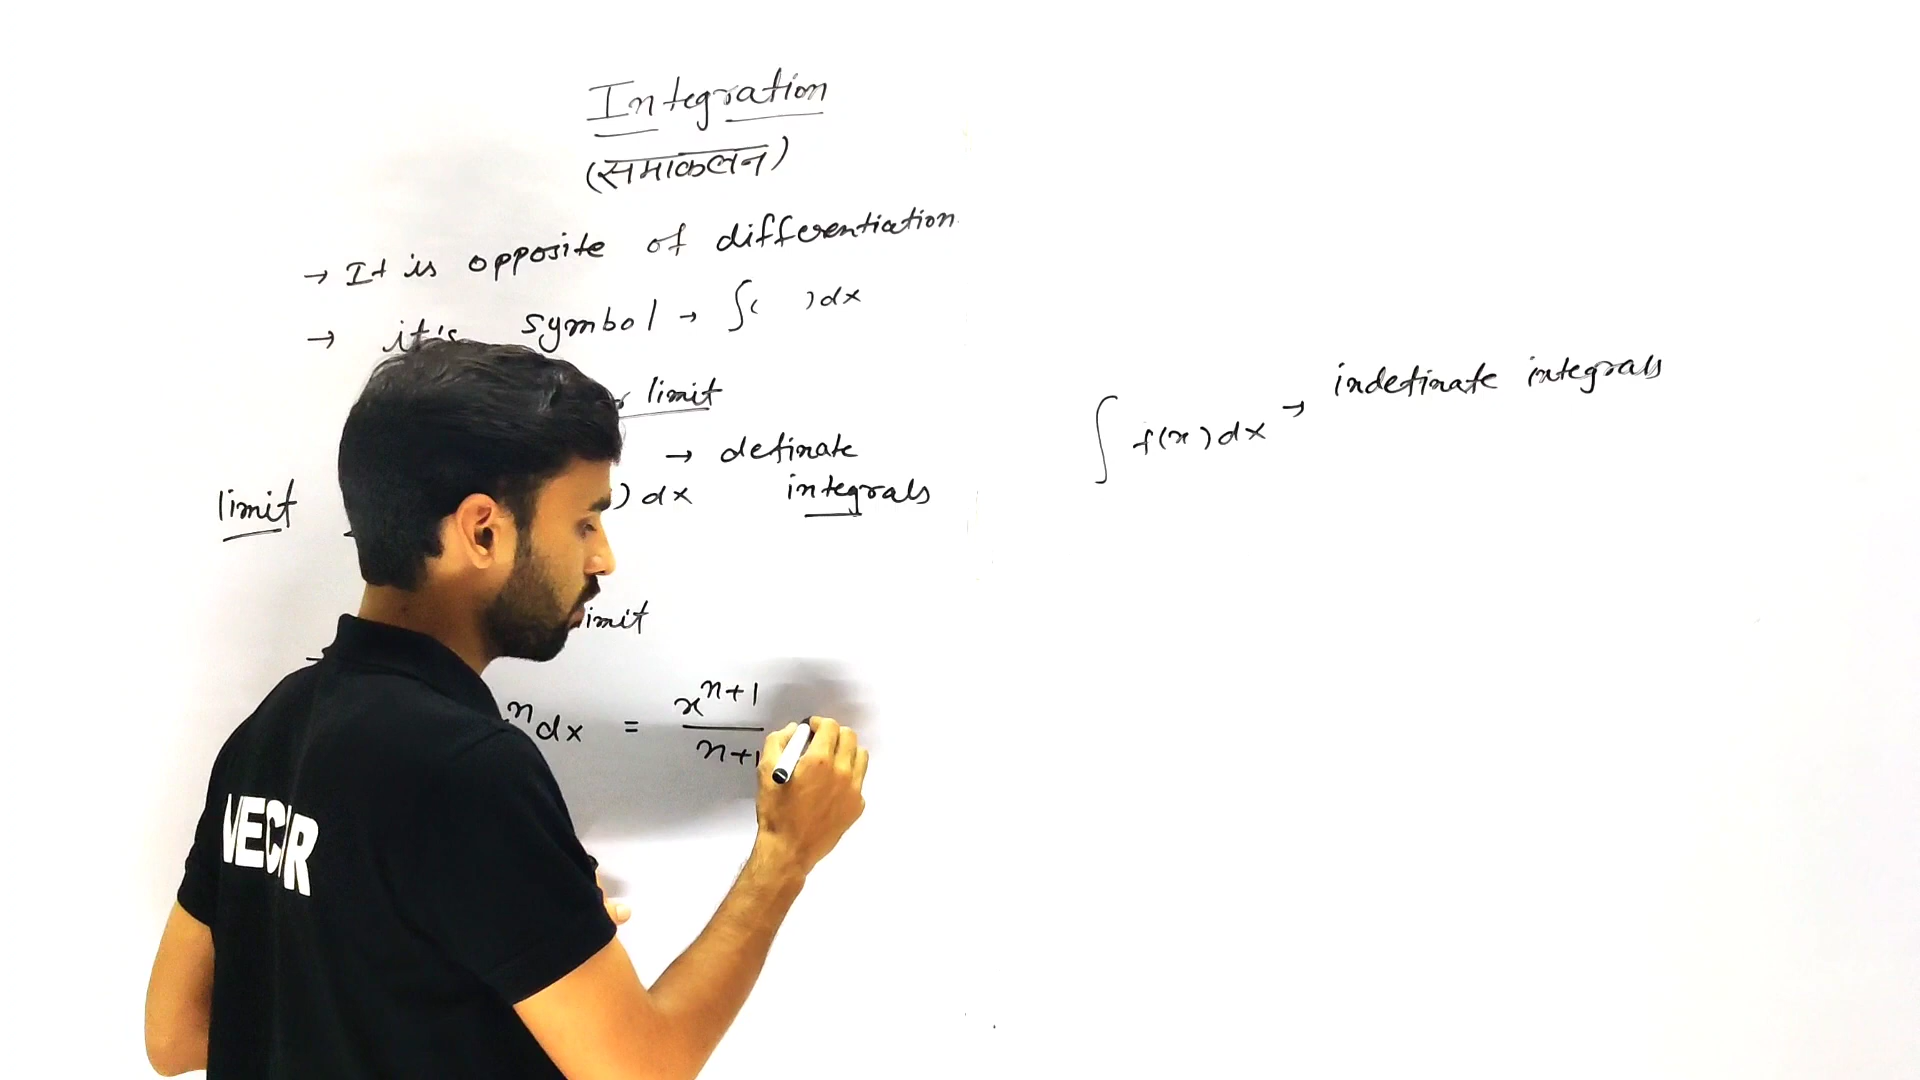 Integration
(समाकलन)
→ It is opposite of differentiation
→ it's symbol → ∫( )dx
limit
→ definate
limit ) dx integrals
limit
n dx = x^{n+1} / n+1
∫ f(x)dx → indefinate integrals
VEC R